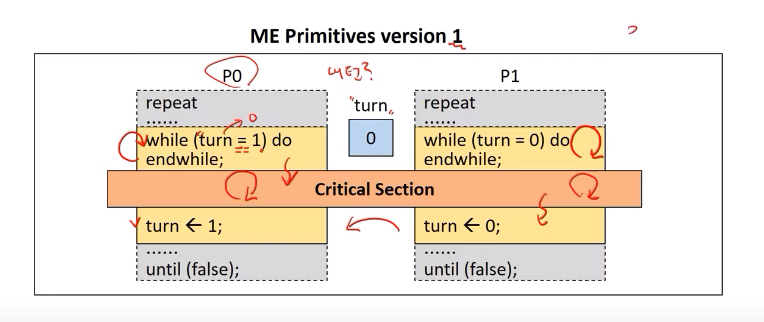 ME Primitives version 1
P0
P1
repeat
......
while (turn = 1) do
endwhile;
0
"turn"
0
repeat
......
while (turn = 0) do
endwhile;
Critical Section
turn ← 1;
turn ← 0;
......
until (false);
......
until (false);